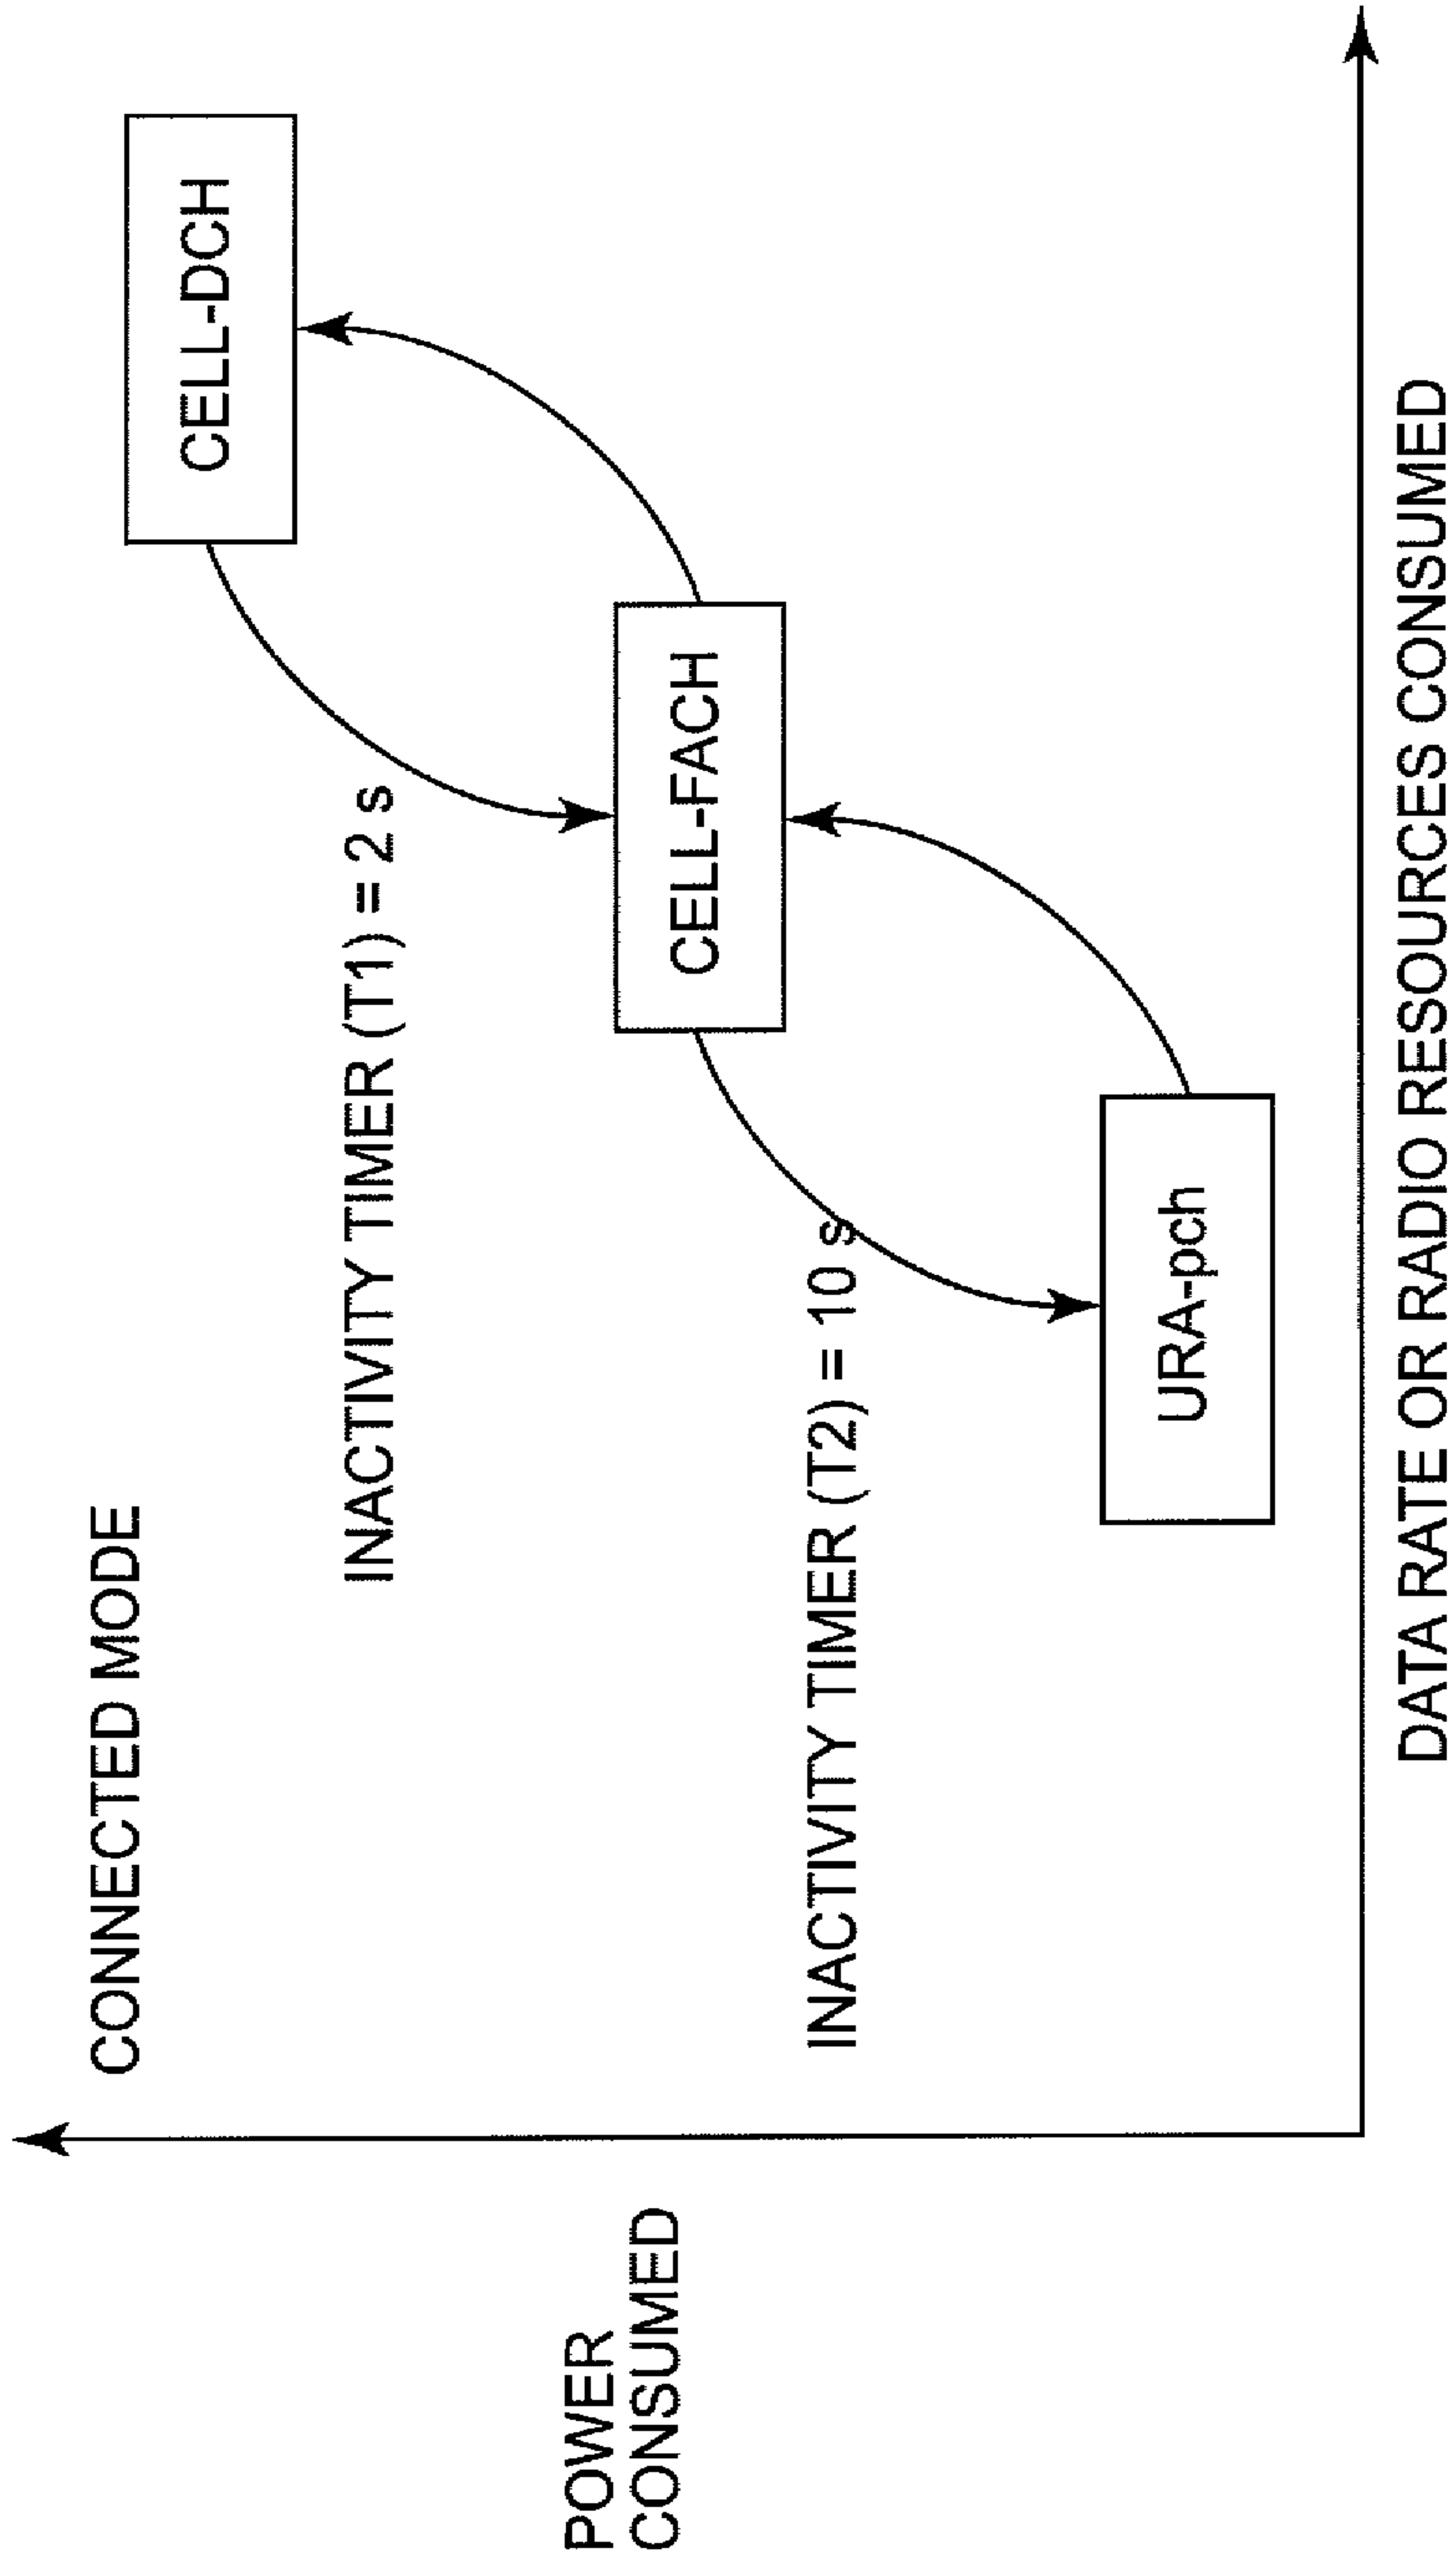 CONNECTED MODE
CELL-DCH
INACTIVITY TIMER (T1) = 2 s
POWER
CONSUMED
CELL-FACH
INACTIVITY TIMER (T2) = 10 s
URA-pch
DATA RATE OR RADIO RESOURCES CONSUMED